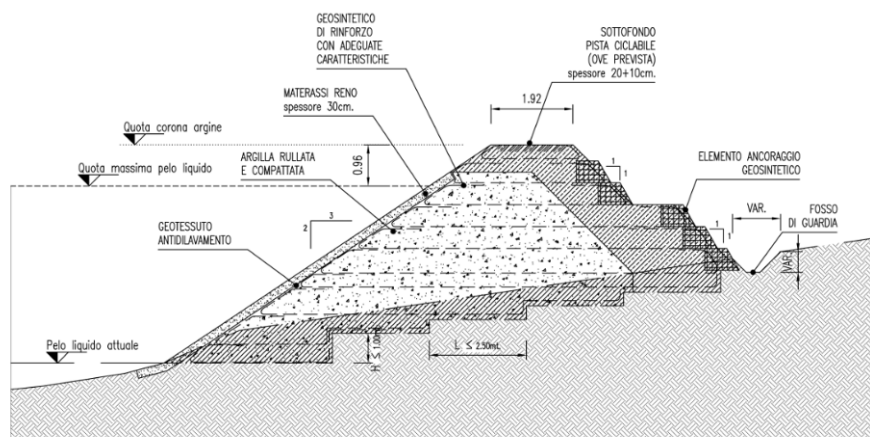 GEOSINTETICO
DI RINFORZO
CON ADEGUATE
CARATTERISTICHE
SOTTOFONDO
PISTA CICLABILE
(OVE PREVISTA)
spessore 20+10cm.
MATERASSI RENO
spessore 30cm.
1.92
Quota corona argine
0.96
Quota massima pelo liquido
ARGILLA RULLATA
E COMPATTATA
1
1
ELEMENTO ANCORAGGIO
GEOSINTETICO
VAR.
FOSSO
DI GUARDIA
GEOTESSUTO
ANTIDILAVAMENTO
3
2
1
1
VAR.
Pelo liquido attuale
H ≤ 1.00mt.
L ≤ 2.50mt.